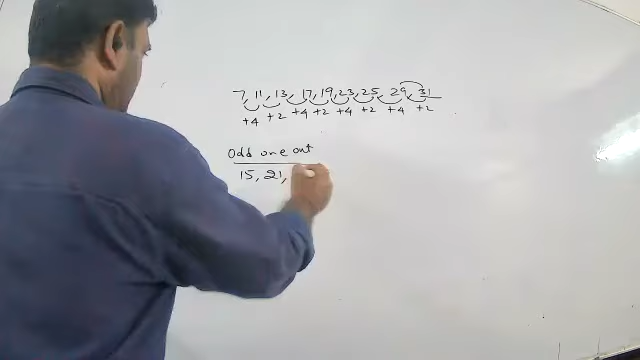 7, 11, 13, 17, 19, 23, 25, 29, 31
+4 +2 +4 +2 +4 +2 +4 +2
Odd one out
15, 21,